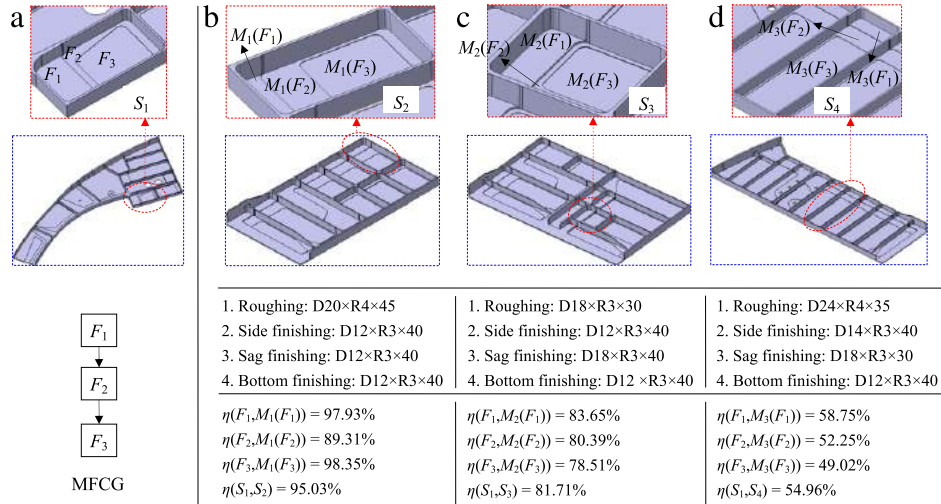 a
F1
F2
F3
S1
F1
F2
F3
MFCG
b
M1(F1)
M1(F2)
M1(F3)
S2
1. Roughing: D20×R4×45
2. Side finishing: D12×R3×40
3. Sag finishing: D12×R3×40
4. Bottom finishing: D12×R3×40
η(F1,M1(F1)) = 97.93%
η(F2,M1(F2)) = 89.31%
η(F3,M1(F3)) = 98.35%
η(S1,S2) = 95.03%
c
M2(F2)
M2(F1)
M2(F3)
S3
1. Roughing: D18×R3×30
2. Side finishing: D12×R3×40
3. Sag finishing: D18×R3×40
4. Bottom finishing: D12 ×R3×40
η(F1,M2(F1)) = 83.65%
η(F2,M2(F2)) = 80.39%
η(F3,M2(F3)) = 78.51%
η(S1,S3) = 81.71%
d
M3(F2)
M3(F3)
M3(F1)
S4
1. Roughing: D24×R4×35
2. Side finishing: D14×R3×40
3. Sag finishing: D18×R3×30
4. Bottom finishing: D12×R3×40
η(F1,M3(F1)) = 58.75%
η(F2,M3(F2)) = 52.25%
η(F3,M3(F3)) = 49.02%
η(S1,S4) = 54.96%